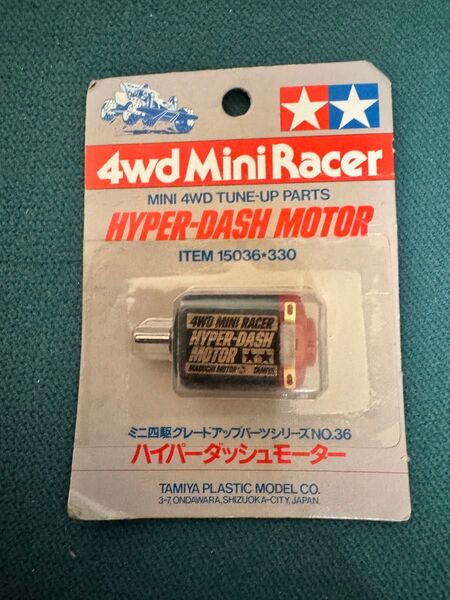 4wd Mini Racer
MINI 4WD TUNE-UP PARTS
HYPER-DASH MOTOR
ITEM 15036★330
4WD MINI RACER
HYPER-DASH
MOTOR
MABUCHI MOTOR TAMIYA
ミニ四駆グレードアップパーツシリーズNO.36
ハイパーダッシュモーター
TAMIYA PLASTIC MODEL CO.
3-7, ONDAWARA, SHIZUOKA-CITY, JAPAN.